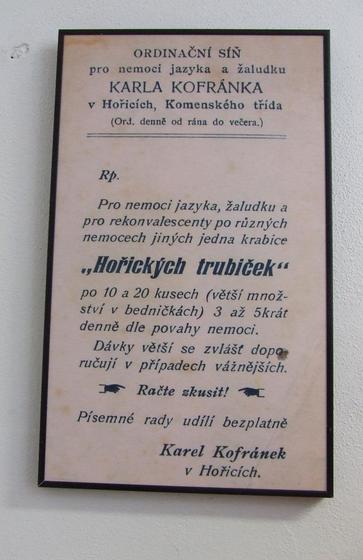 ORDINAČNÍ SÍŇ
pro nemoci jazyka a žaludku
KARLA KOFRÁNKA
v Hořicích, Komenského třída
(Ord. denně od rána do večera.)
Rp.
Pro nemoci jazyka, žaludku a
pro rekonvalescenty po různých
nemocech jiných jedna krabice
„Hořických trubiček“
po 10 a 20 kusech (větší množ-
ství v bedničkách) 3 až 5krát
denně dle povahy nemoci.
Dávky větší se zvlášť dopo-
ručují v případech vážnějších.
Račte zkusit!
Písemné rady udílí bezplatně
Karel Kofránek
v Hořicích.